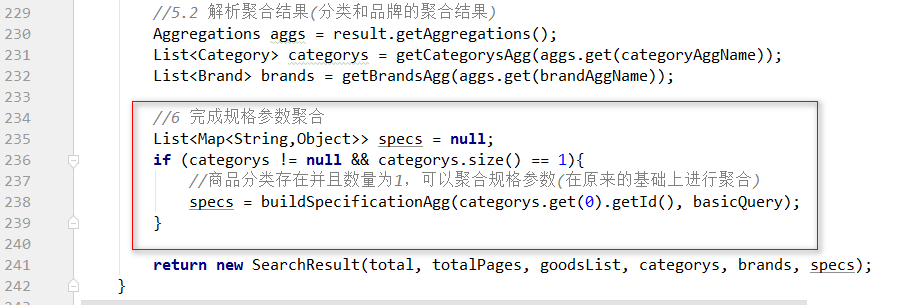 229 //5.2 解析聚合结果(分类和品牌的聚合结果)
230 Aggregations aggs = result.getAggregations();
231 List<Category> categorys = getCategorysAgg(aggs.get(categoryAggName));
232 List<Brand> brands = getBrandsAgg(aggs.get(brandAggName));
233
234 //6 完成规格参数聚合
235 List<Map<String,Object>> specs = null;
236 if (categorys != null && categorys.size() == 1){
237 //商品分类存在并且数量为1，可以聚合规格参数(在原来的基础上进行聚合)
238 specs = buildSpecificationAgg(categorys.get(0).getId(), basicQuery);
239 }
240
241 return new SearchResult(total, totalPages, goodsList, categorys, brands, specs);
242 }